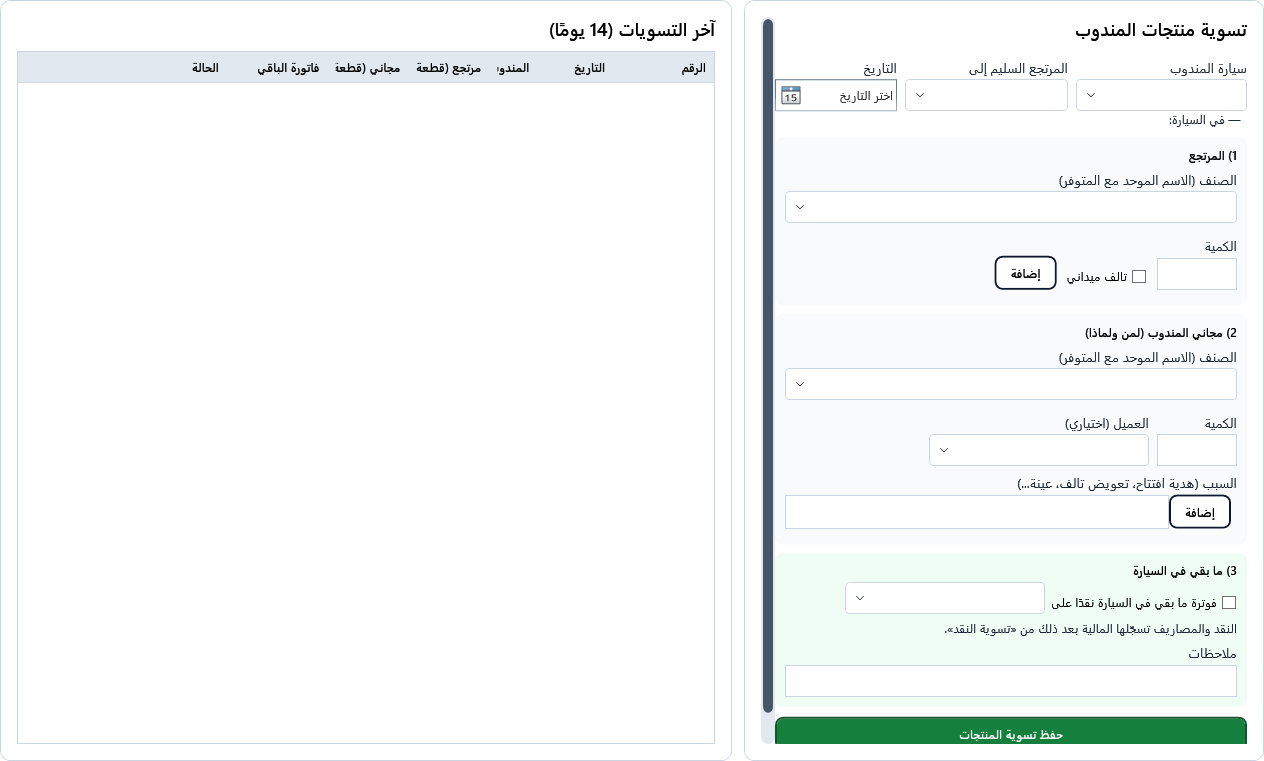 تسوية منتجات المندوب
سيارة المندوب
المرتجع السليم إلى
التاريخ
اختر التاريخ
15
— في السيارة:
1) المرتجع
الصنف (الاسم الموحد مع المتوفر)
الكمية
تالف ميداني
إضافة
2) مجاني المندوب (لمن ولماذا)
الصنف (الاسم الموحد مع المتوفر)
الكمية
العميل (اختياري)
السبب (هدية افتتاح، تعويض تالف، عينة...)
إضافة
3) ما بقي في السيارة
فوترة ما بقي في السيارة نقدًا على
النقد والمصاريف تسجّلها المالية بعد ذلك من «تسوية النقد».
ملاحظات
حفظ تسوية المنتجات
آخر التسويات (14 يومًا)
الرقم التاريخ المندوب مرتجع (قطعة مجاني (قطعة فاتورة الباقي الحالة